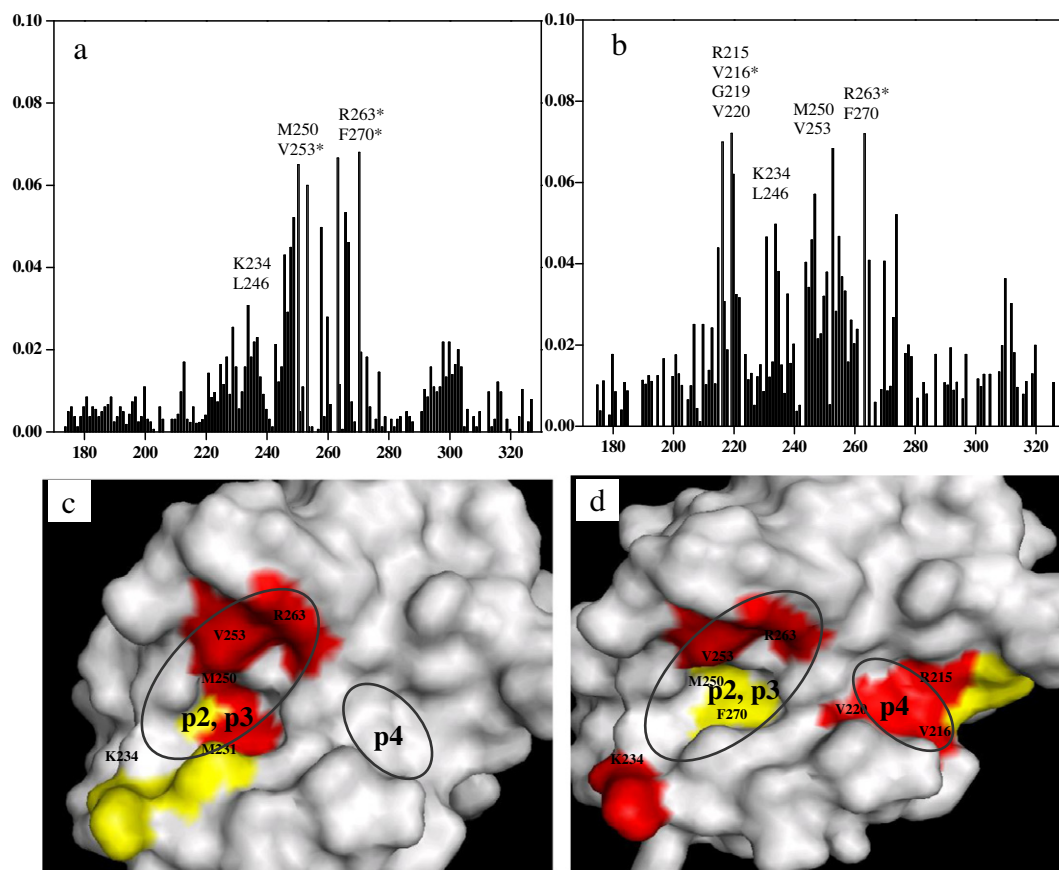 a
0.10
0.08
0.06
0.04
0.02
0.00
K234
L246
M250
V253*
R263*
F270*
180 200 220 240 260 280 300 320
b
0.10
0.08
0.06
0.04
0.02
0.00
R215
V216*
G219
V220
K234
L246
M250
V253
R263*
F270
180 200 220 240 260 280 300 320
c
R263
V253
M250
p2, p3
M231
K234
p4
d
R263
V253
M250
p2, p3
F270
R215
p4
V220
V216
K234